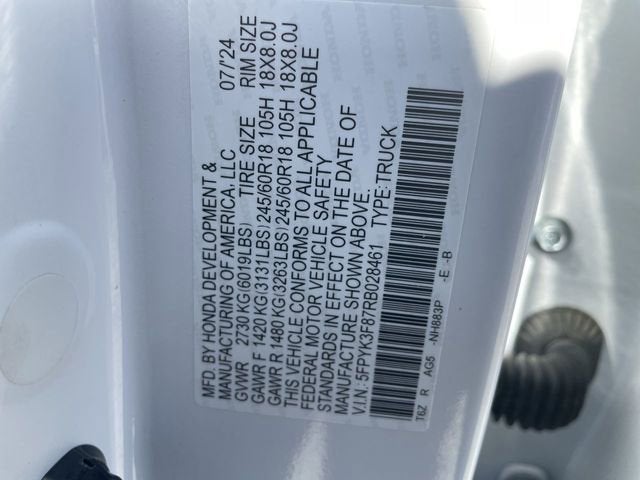 MFD. BY HONDA DEVELOPMENT &
MANUFACTURING OF AMERICA, LLC 07/'24
GVWR 2730 KG(6019LBS) TIRE SIZE RIM SIZE
GAWR F 1420 KG(3131LBS) 245/60R18 105H 18X8.0J
GAWR R 1480 KG(3263LBS) 245/60R18 105H 18X8.0J
THIS VEHICLE CONFORMS TO ALL APPLICABLE
FEDERAL MOTOR VEHICLE SAFETY
STANDARDS IN EFFECT ON THE DATE OF
MANUFACTURE SHOWN ABOVE.
V.I.N.: 5FPYK3F87RB028461 TYPE: TRUCK
T6Z R AG5 -NH883P -E -B